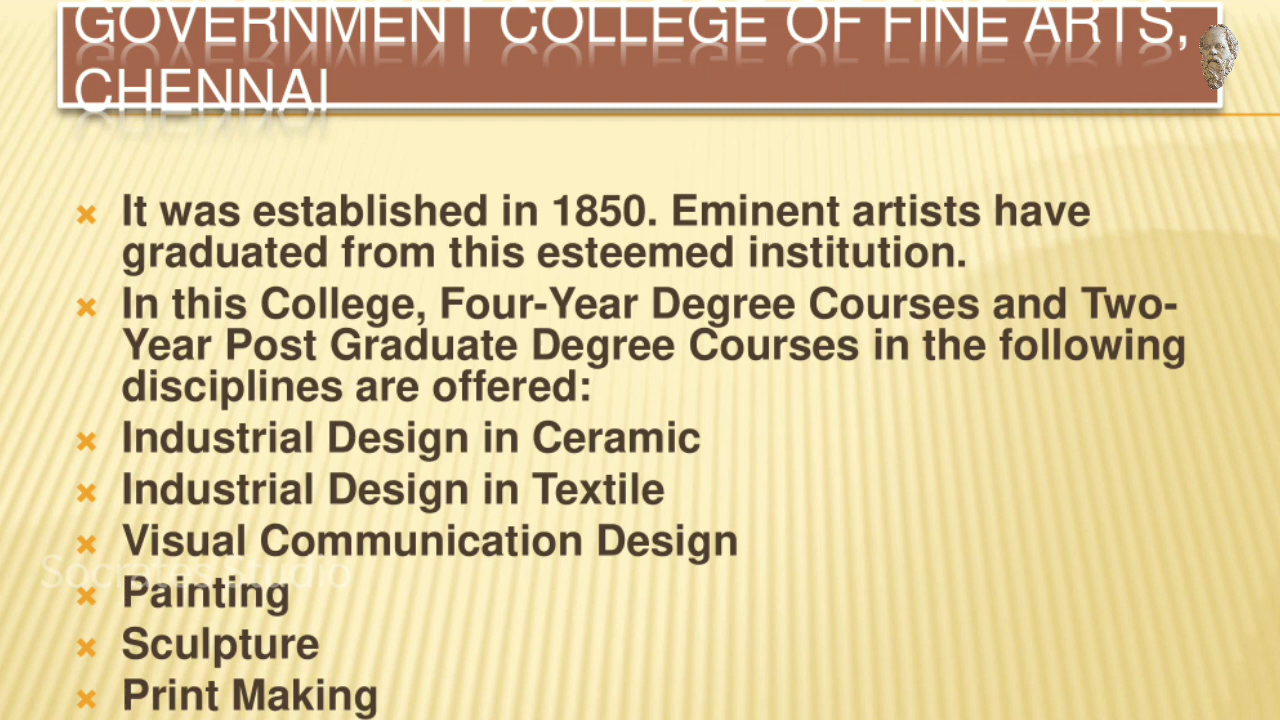 GOVERNMENT COLLEGE OF FINE ARTS,
CHENNAI
It was established in 1850. Eminent artists have
graduated from this esteemed institution.
In this College, Four-Year Degree Courses and Two-
Year Post Graduate Degree Courses in the following
disciplines are offered:
Industrial Design in Ceramic
Industrial Design in Textile
Visual Communication Design
Socrates Studio
Painting
Sculpture
Print Making